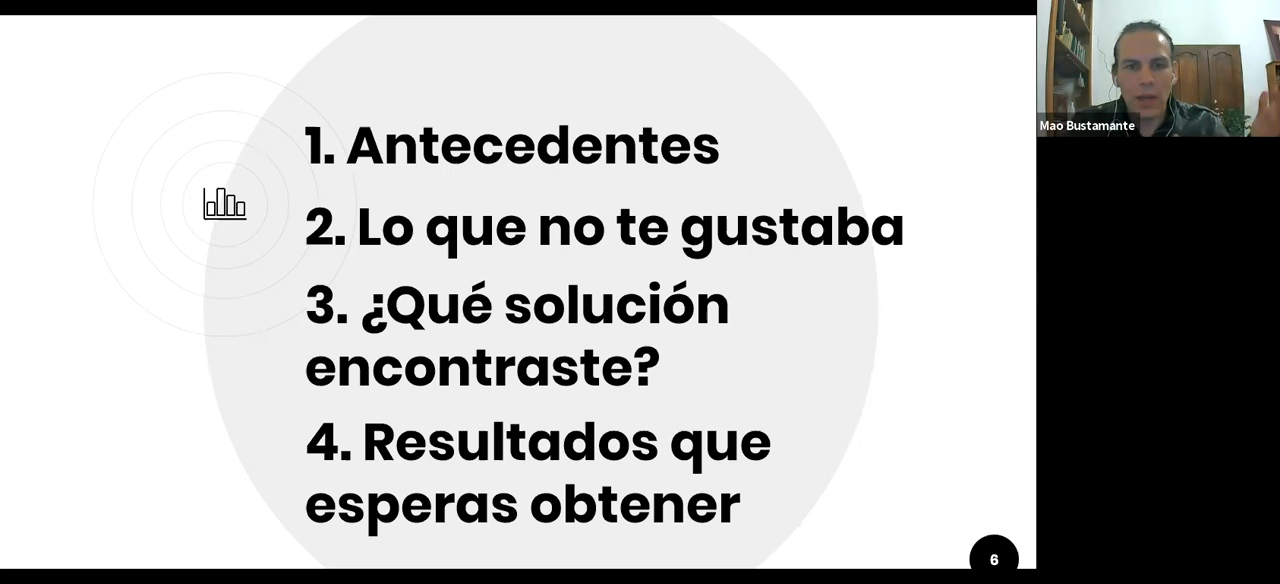 1. Antecedentes
2. Lo que no te gustaba
3. ¿Qué solución
encontraste?
4. Resultados que
esperas obtener
6
Mao Bustamante